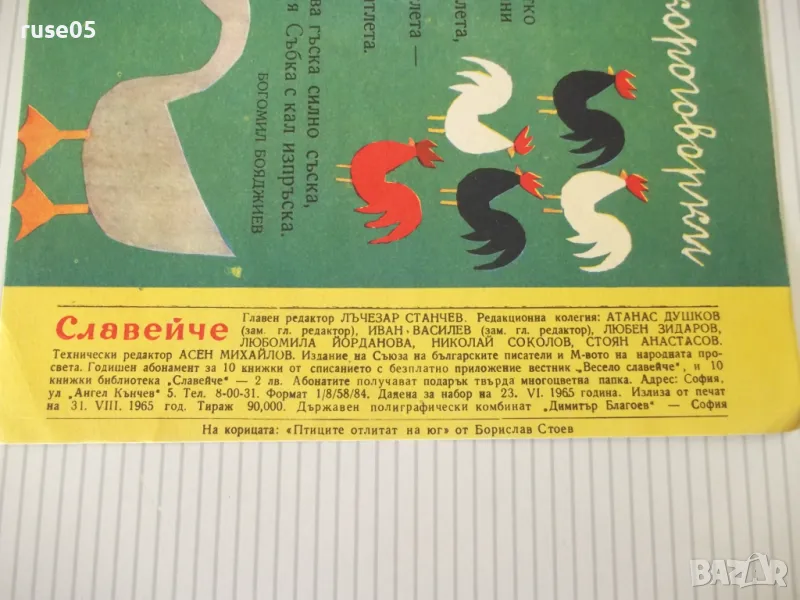 ruse05
ско
ни
лета,
лета —
тлета.
ва гъска силно съска,
я Събка с кал изпръска.
БОГОМИЛ БОЯДЖИЕВ
Славейче
Главен редактор ЛЪЧЕЗАР СТАНЧЕВ. Редакционна колегия: АТАНАС ДУШКОВ
(зам. гл. редактор), ИВАН ВАСИЛЕВ (зам. гл. редактор), ЛЮБЕН ЗИДАРОВ,
ЛЮБОМИЛА ЙОРДАНОВА, НИКОЛАЙ СОКОЛОВ, СТОЯН АНАСТАСОВ.
Технически редактор АСЕН МИХАЙЛОВ. Издание на Съюза на българските писатели и М-вото на народната про-
света. Годишен абонамент за 10 книжки от списанието с безплатно приложение вестник „Весело славейче“, и 10
книжки библиотека „Славейче“ — 2 лв. Абонатите получават подарък твърда многоцветна папка. Адрес: София,
ул „Ангел Кънчев“ 5. Тел. 8-00-31. Формат 1/8/58/84. Дадена за набор на 23. VI. 1965 година. Излиза от печат
на 31. VIII. 1965 год. Тираж 90,000. Държавен полиграфически комбинат „Димитър Благоев“ — София
На корицата: «Птиците отлитат на юг» от Борислав Стоев
BAZAR